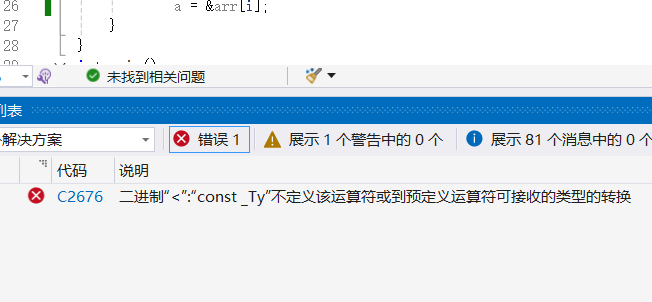 26 a = &arr[i];
27 }
28 }
29
未找到相关问题
列表
解决方案
错误 1
展示 1 个警告中的 0 个
展示 81 个消息中的 0 个
代码 说明
C2676 二进制“<”:“const _Ty”不定义该运算符或到预定义运算符可接收的类型的转换